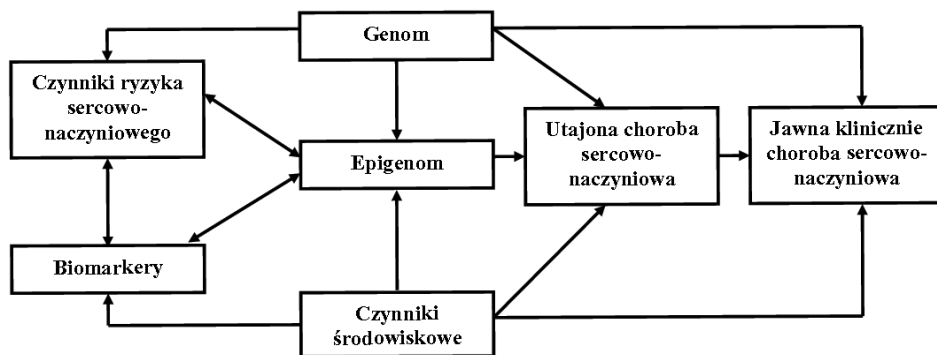 Genom
Czynniki ryzyka
sercowo-
naczyniowego
Epigenom
Utajona choroba
sercowo-
naczyniowa
Jawna klinicznie
choroba sercowo-
naczyniowa
Biomarkery
Czynniki
środowiskowe